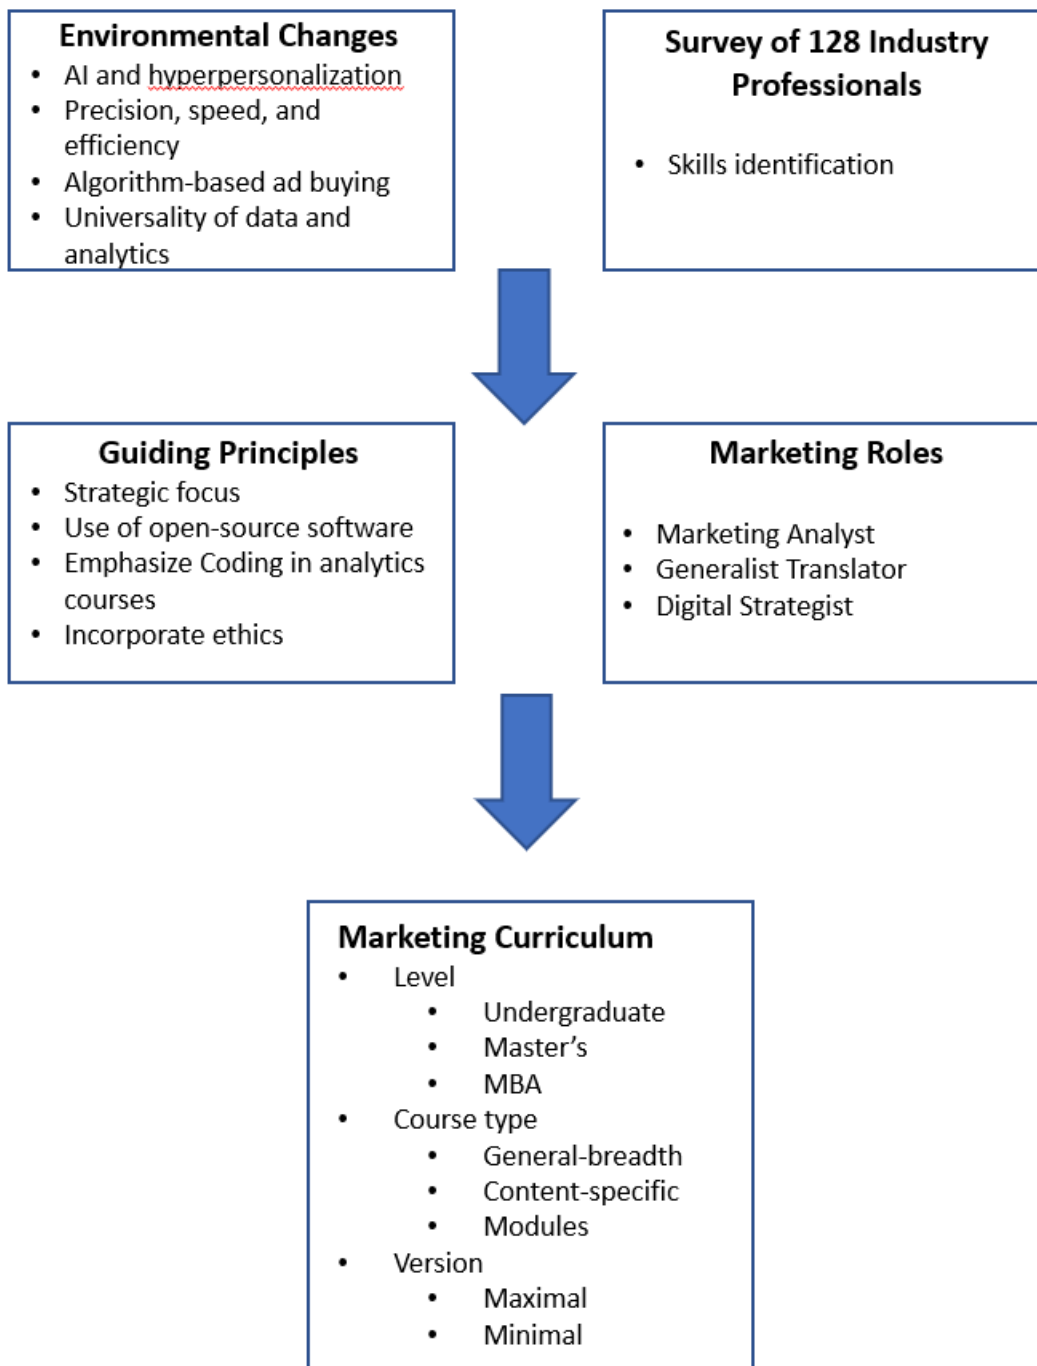 Environmental Changes
• AI and hyperpersonalization
• Precision, speed, and
efficiency
• Algorithm-based ad buying
• Universality of data and
analytics
Survey of 128 Industry
Professionals
• Skills identification
Guiding Principles
• Strategic focus
• Use of open-source software
• Emphasize Coding in analytics
courses
• Incorporate ethics
Marketing Roles
• Marketing Analyst
• Generalist Translator
• Digital Strategist
Marketing Curriculum
• Level
• Undergraduate
• Master’s
• MBA
• Course type
• General-breadth
• Content-specific
• Modules
• Version
• Maximal
• Minimal